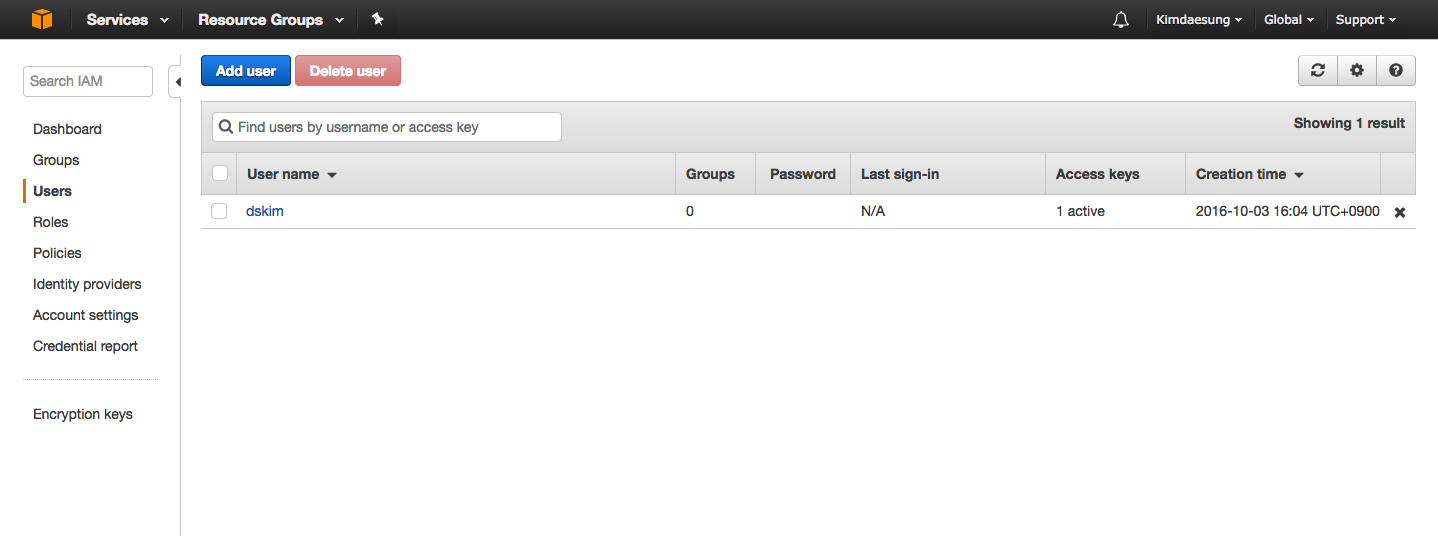 Services Resource Groups Kimdaesung Global Support
Search IAM
Dashboard
Groups
Users
Roles
Policies
Identity providers
Account settings
Credential report
Encryption keys
Add user Delete user
Find users by username or access key Showing 1 result
User name Groups Password Last sign-in Access keys Creation time
dskim 0 N/A 1 active 2016-10-03 16:04 UTC+0900